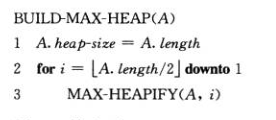 BUILD-MAX-HEAP(A)
1 A.heap-size = A.length
2 for i = ⌊A.length/2⌋ downto 1
3 MAX-HEAPIFY(A, i)